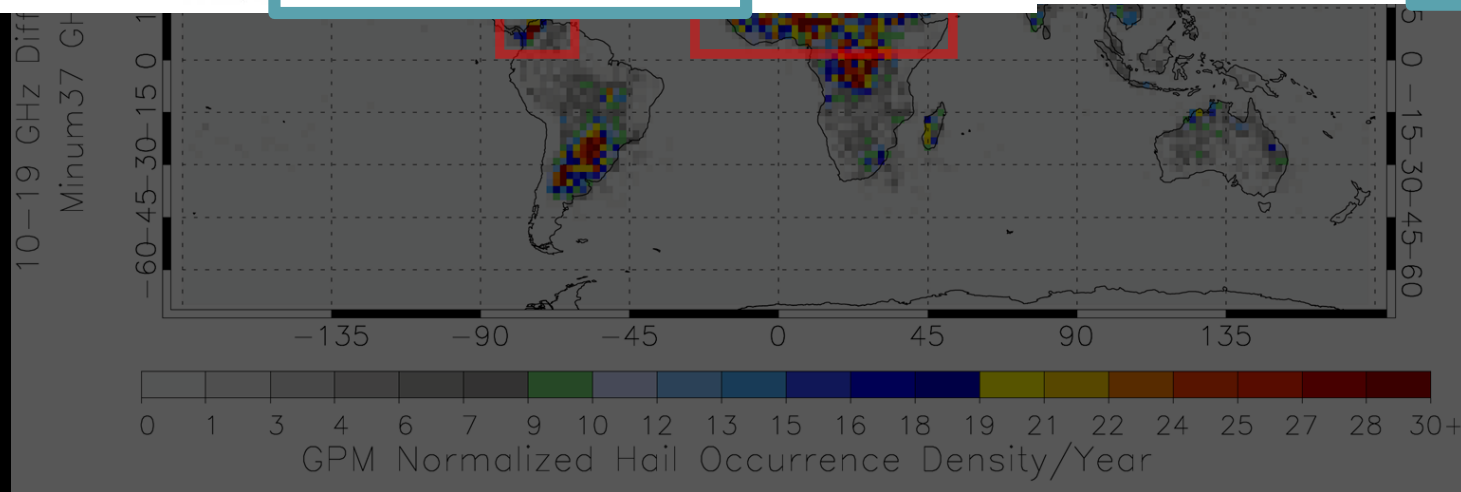 10−19 GHz Diff
Minum37 GH
1
0
−15
−30
−45
−60
5
0
−15
−30
−45
−60
−135 −90 −45 0 45 90 135
0 1 3 4 6 7 9 10 12 13 15 16 18 19 21 22 24 25 27 28 30+
GPM Normalized Hail Occurrence Density/Year